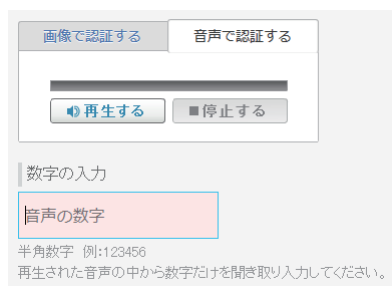 画像で認証する
音声で認証する
再生する
■停止する
数字の入力
音声の数字
半角数字 例:123456
再生された音声の中から数字だけを聞き取り入力してください。